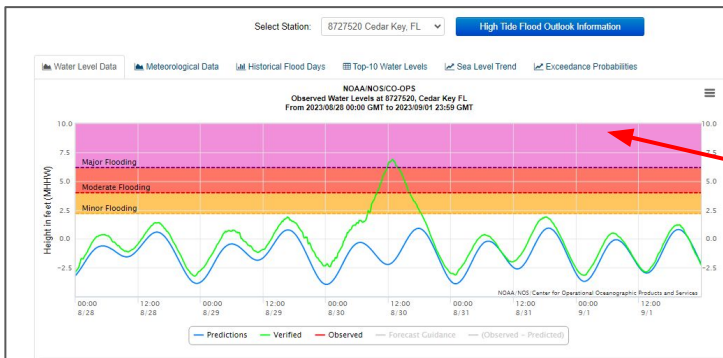 Select Station: 8727520 Cedar Key, FL High Tide Flood Outlook Information
Water Level Data Meteorological Data Historical Flood Days Top-10 Water Levels Sea Level Trend Exceedance Probabilities
NOAA/NOS/CO-OPS
Observed Water Levels at 8727520, Cedar Key FL
From 2023/08/28 00:00 GMT to 2023/09/01 23:59 GMT
Height in feet (MHHW)
10.0 10.0
7.5 7.5
Major Flooding
5.0 5.0
Moderate Flooding
2.5 2.5
Minor Flooding
0.0 0.0
-2.5 -2.5
NOAA/NOS/Center for Operational Oceanographic Products and Services
00:00 12:00 00:00 12:00 00:00 12:00 00:00 12:00 00:00 12:00
8/28 8/28 8/29 8/29 8/30 8/30 8/31 8/31 9/1 9/1
Predictions Verified Observed Forecast Guidance (Observed - Predicted)